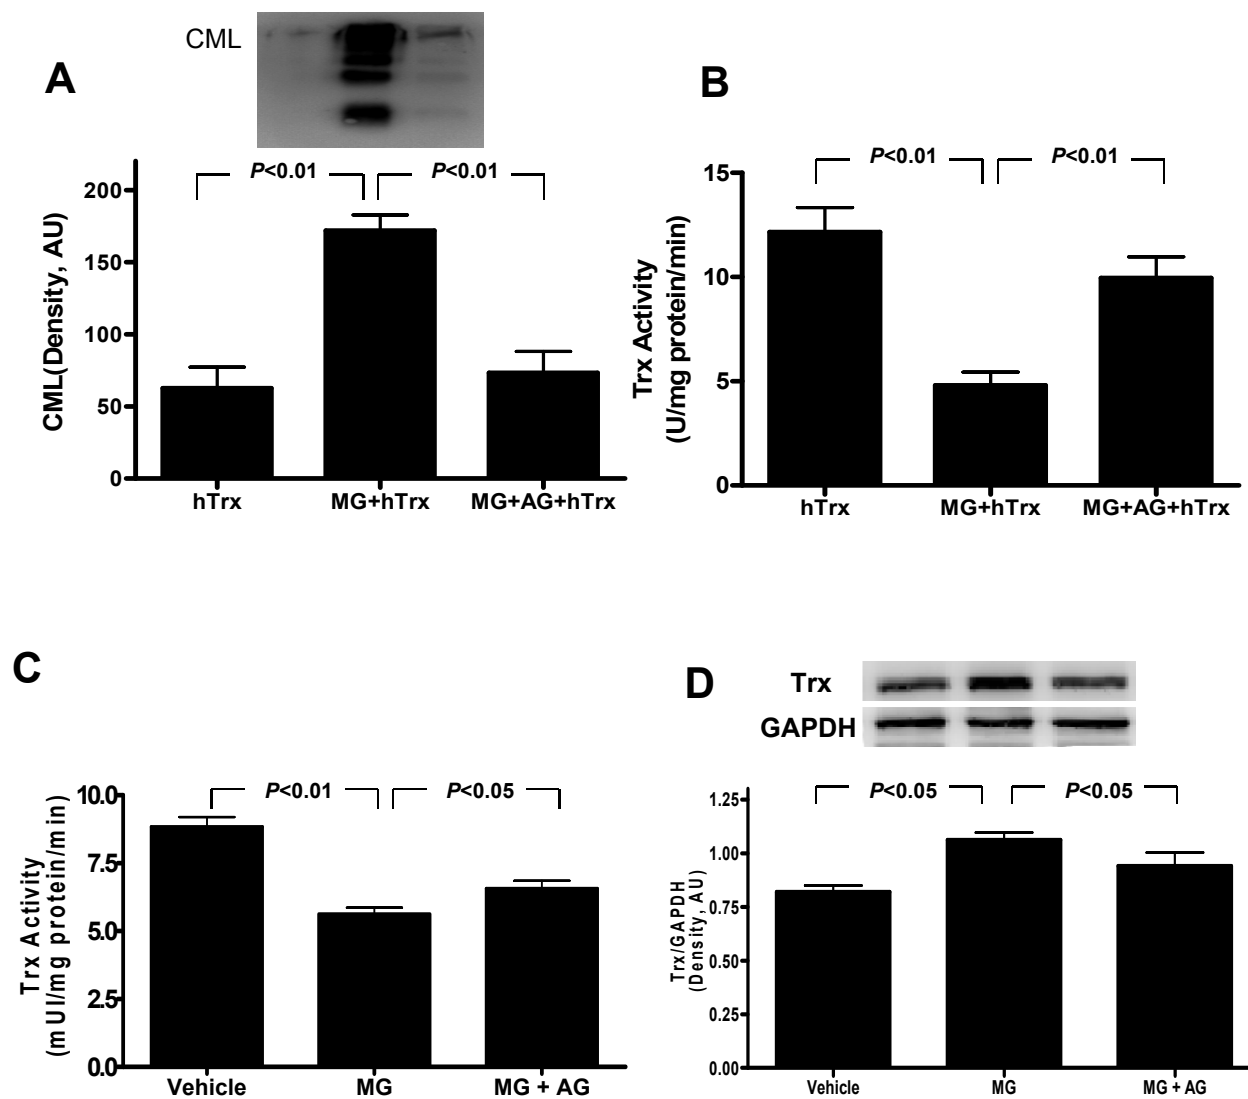 CML
A
P<0.01
P<0.01
200
150
100
50
0
CML(Density, AU)
hTrx
MG+hTrx
MG+AG+hTrx
B
P<0.01
P<0.01
15
10
5
0
Trx Activity
(U/mg protein/min)
hTrx
MG+hTrx
MG+AG+hTrx
C
P<0.01
P<0.05
10.0
7.5
5.0
2.5
0.0
Trx Activity
(mUI/mg protein/min)
Vehicle
MG
MG + AG
D
Trx
GAPDH
P<0.05
P<0.05
1.25
1.00
0.75
0.50
0.25
0.00
Trx/GAPDH
(Density, AU)
Vehicle
MG
MG + AG